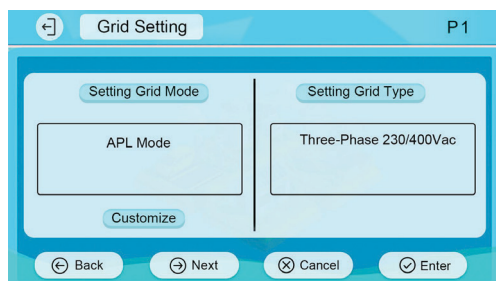 Grid Setting
P1
Setting Grid Mode
APL Mode
Customize
Setting Grid Type
Three-Phase 230/400Vac
Back
Next
Cancel
Enter